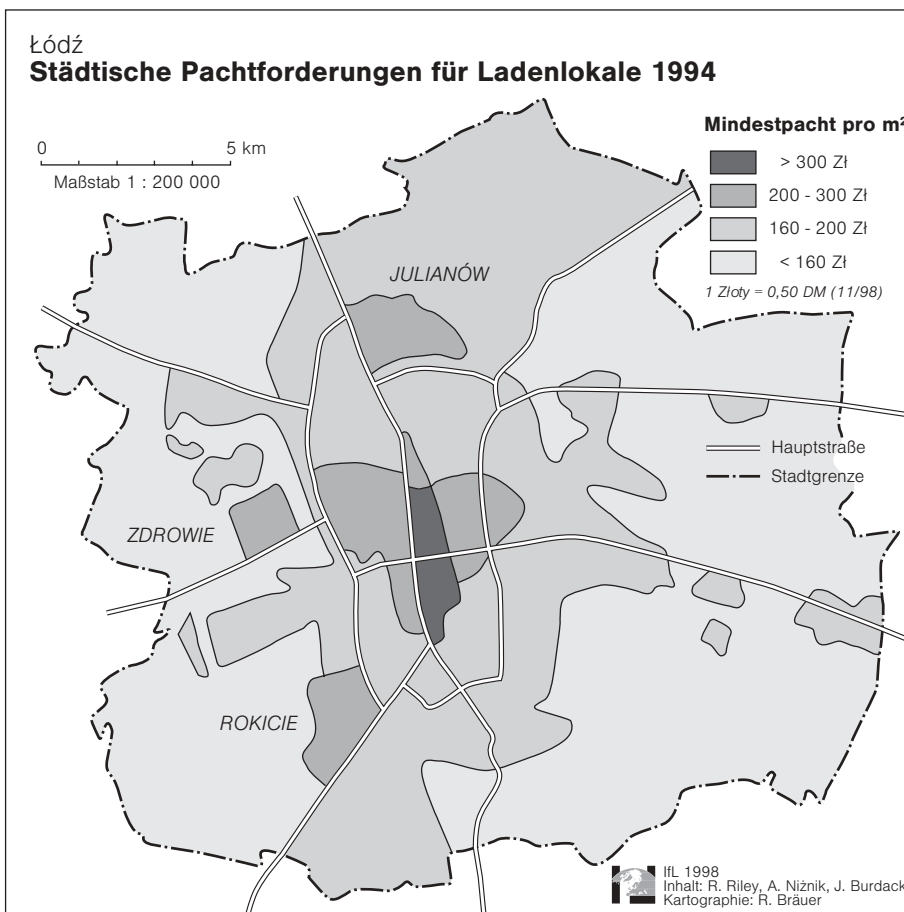 Łódź
Städtische Pachtforderungen für Ladenlokale 1994
0 5 km
Maßstab 1 : 200 000
Mindestpacht pro m²
> 300 Zł
200 - 300 Zł
160 - 200 Zł
< 160 Zł
1 Złoty = 0,50 DM (11/98)
JULIANÓW
Hauptstraße
Stadtgrenze
ZDROWIE
ROKICIE
IfL 1998
Inhalt: R. Riley, A. Niżnik, J. Burdack
Kartographie: R. Bräuer